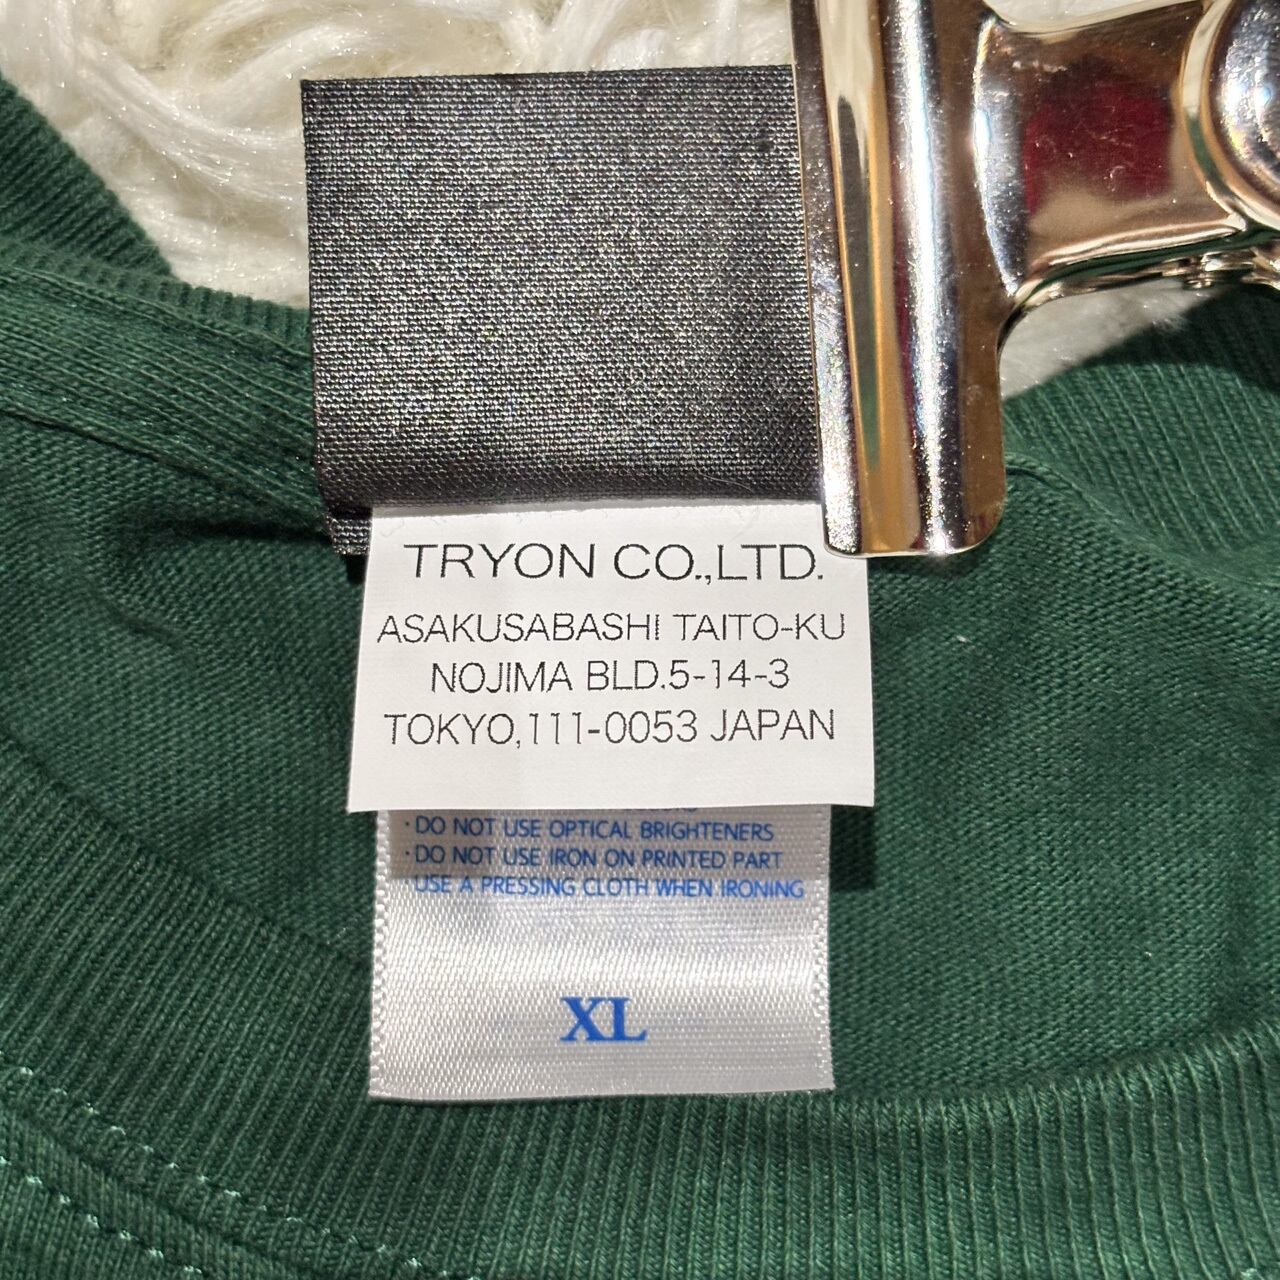 TRYON CO.,LTD.
ASAKUSABASHI TAITO-KU
NOJIMA BLD.5-14-3
TOKYO,111-0053 JAPAN
・DO NOT USE OPTICAL BRIGHTENERS
・DO NOT USE IRON ON PRINTED PART
USE A PRESSING CLOTH WHEN IRONING
XL